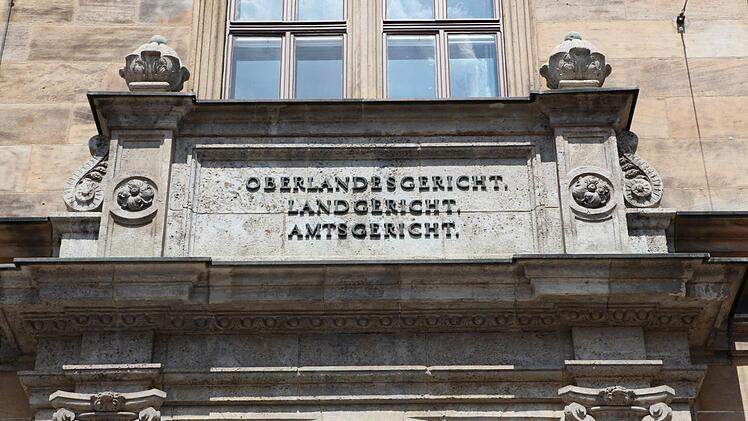 OBERLANDESGERICHT,
LANDGERICHT,
AMTSGERICHT.